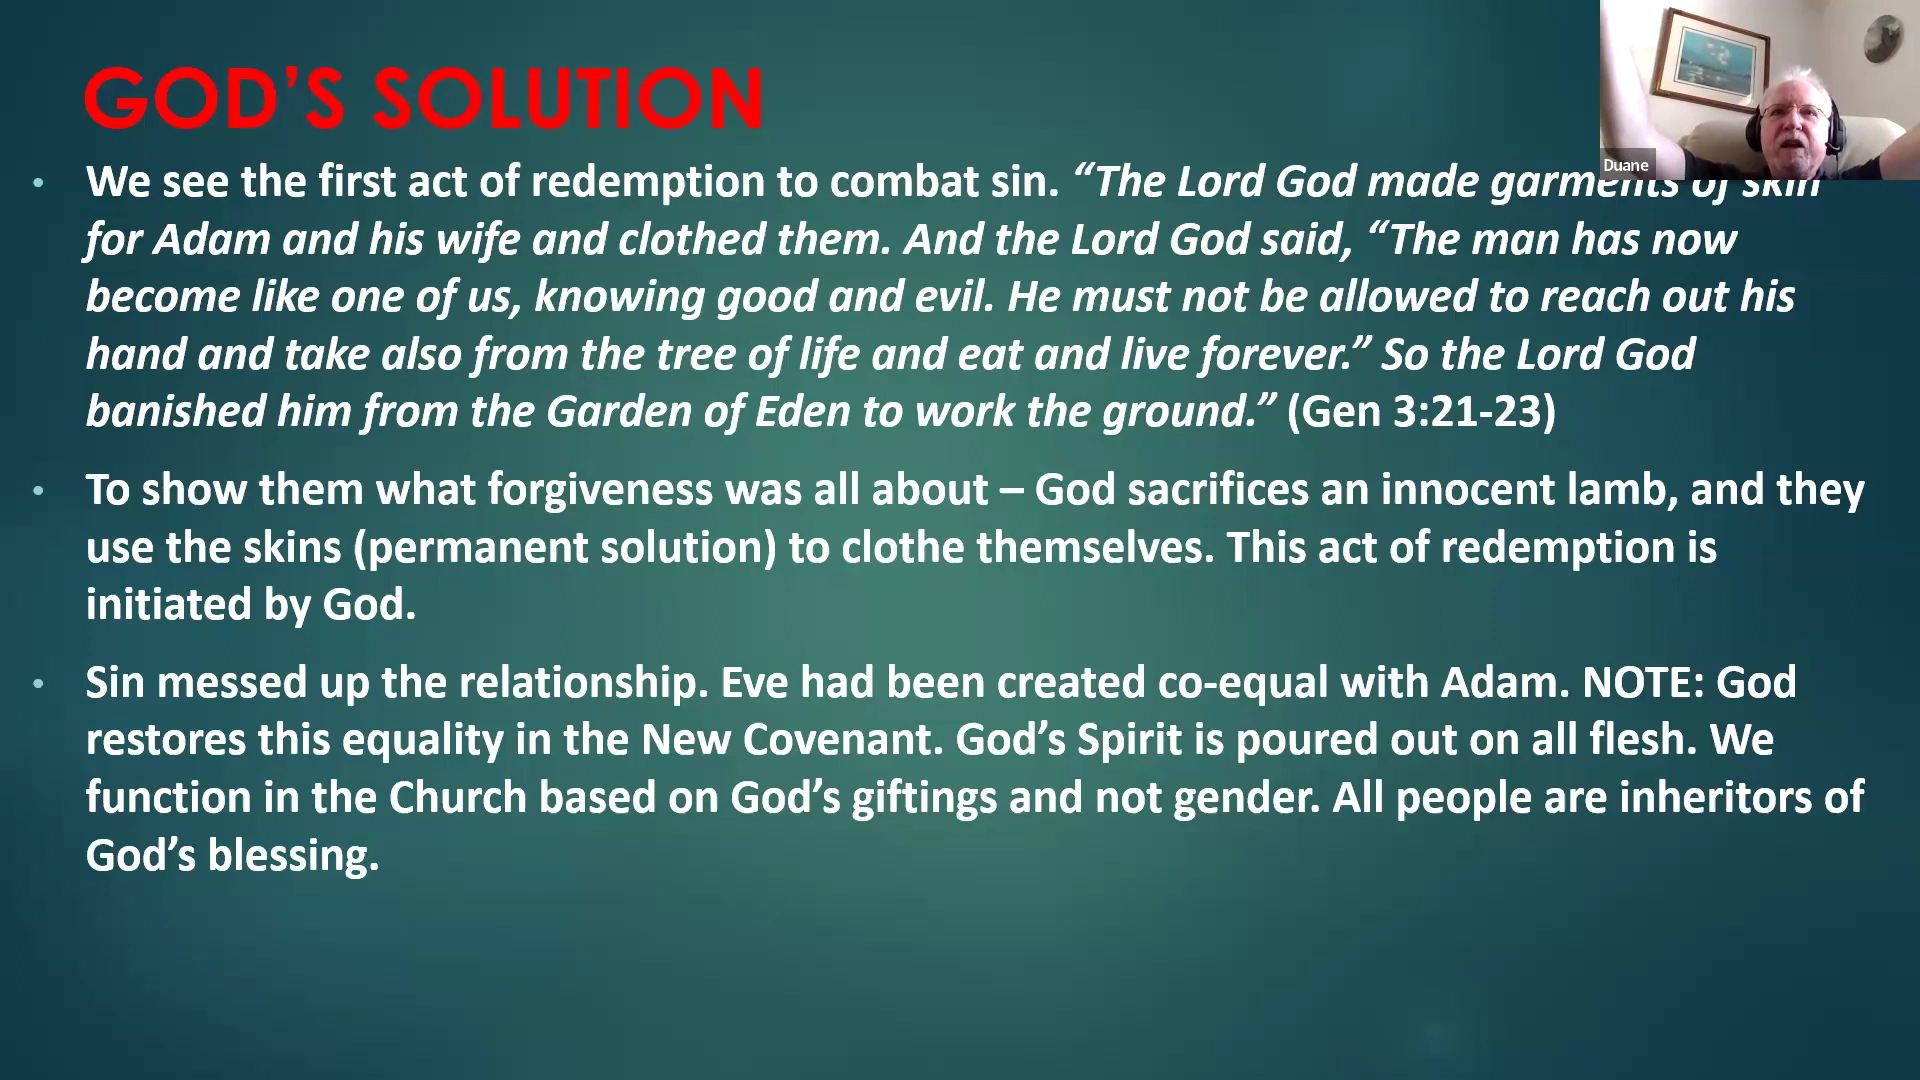 GOD’S SOLUTION
Duane
• We see the first act of redemption to combat sin. “The Lord God made garments of skin
for Adam and his wife and clothed them. And the Lord God said, “The man has now
become like one of us, knowing good and evil. He must not be allowed to reach out his
hand and take also from the tree of life and eat and live forever.” So the Lord God
banished him from the Garden of Eden to work the ground.” (Gen 3:21-23)
• To show them what forgiveness was all about – God sacrifices an innocent lamb, and they
use the skins (permanent solution) to clothe themselves. This act of redemption is
initiated by God.
• Sin messed up the relationship. Eve had been created co-equal with Adam. NOTE: God
restores this equality in the New Covenant. God’s Spirit is poured out on all flesh. We
function in the Church based on God’s giftings and not gender. All people are inheritors of
God’s blessing.